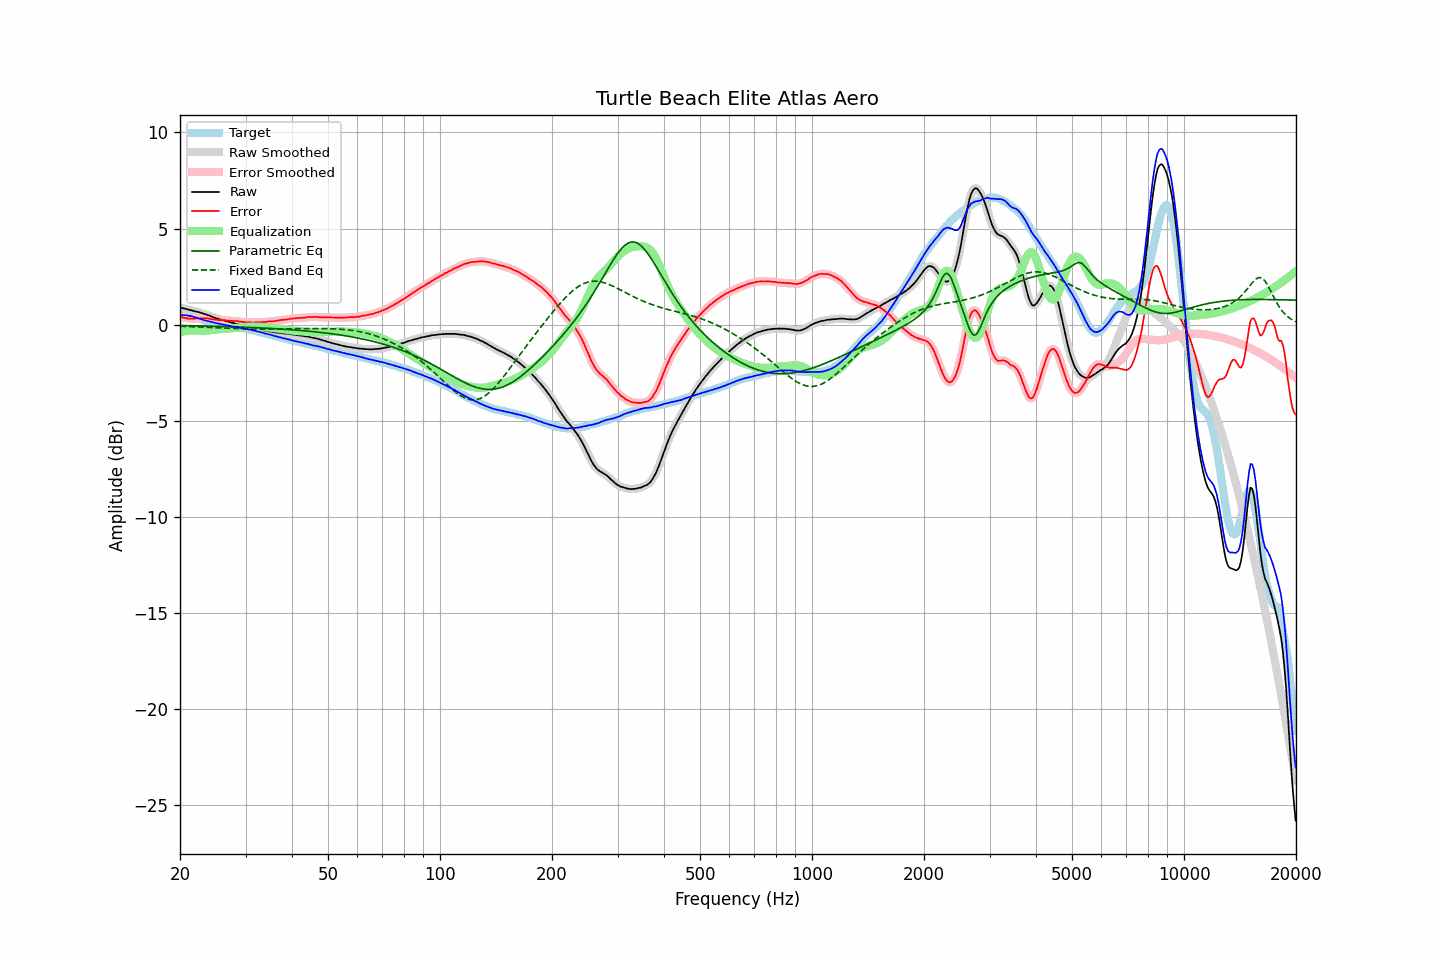 Turtle Beach Elite Atlas Aero
Target
Raw Smoothed
Error Smoothed
Raw
Error
Equalization
Parametric Eq
Fixed Band Eq
Equalized
10
5
0
−5
−10
−15
−20
−25
Amplitude (dBr)
20 50 100 200 500 1000 2000 5000 10000 20000
Frequency (Hz)